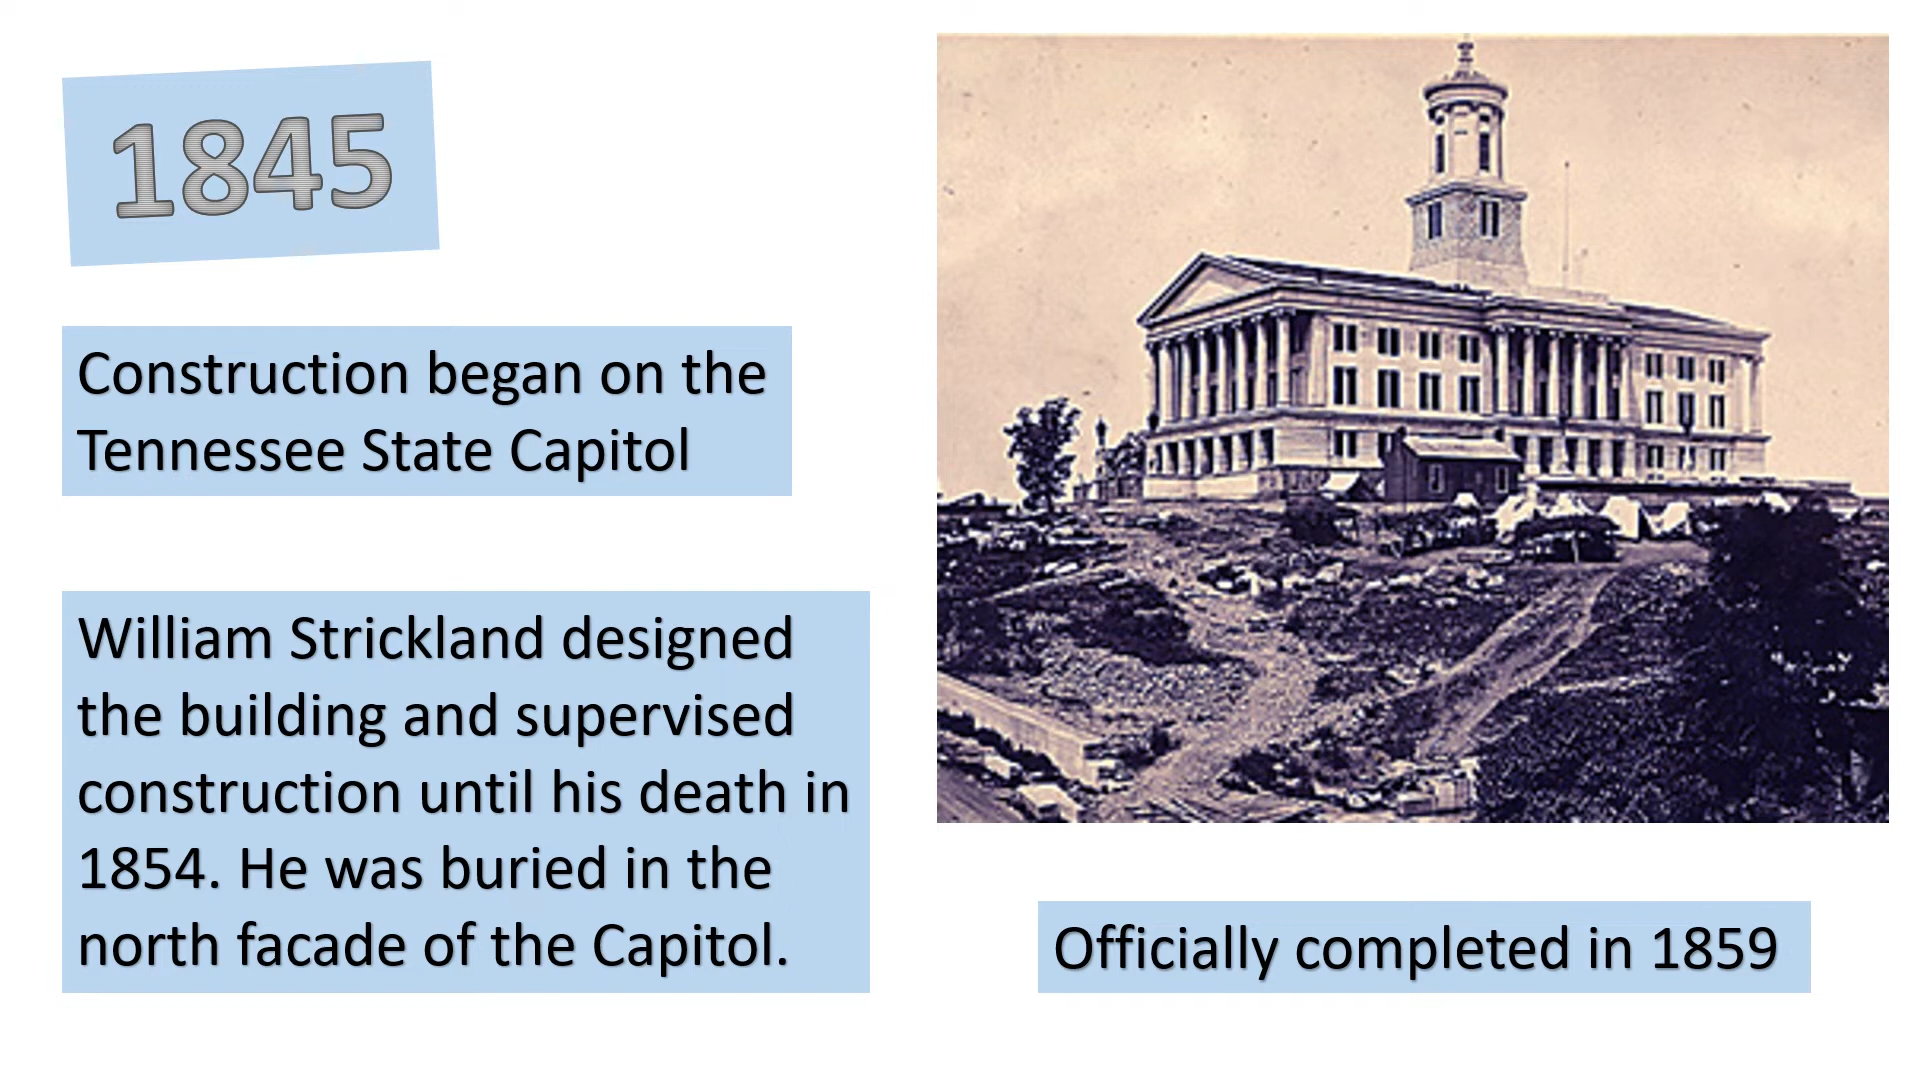 1845
Construction began on the
Tennessee State Capitol
William Strickland designed
the building and supervised
construction until his death in
1854. He was buried in the
north facade of the Capitol.
Officially completed in 1859